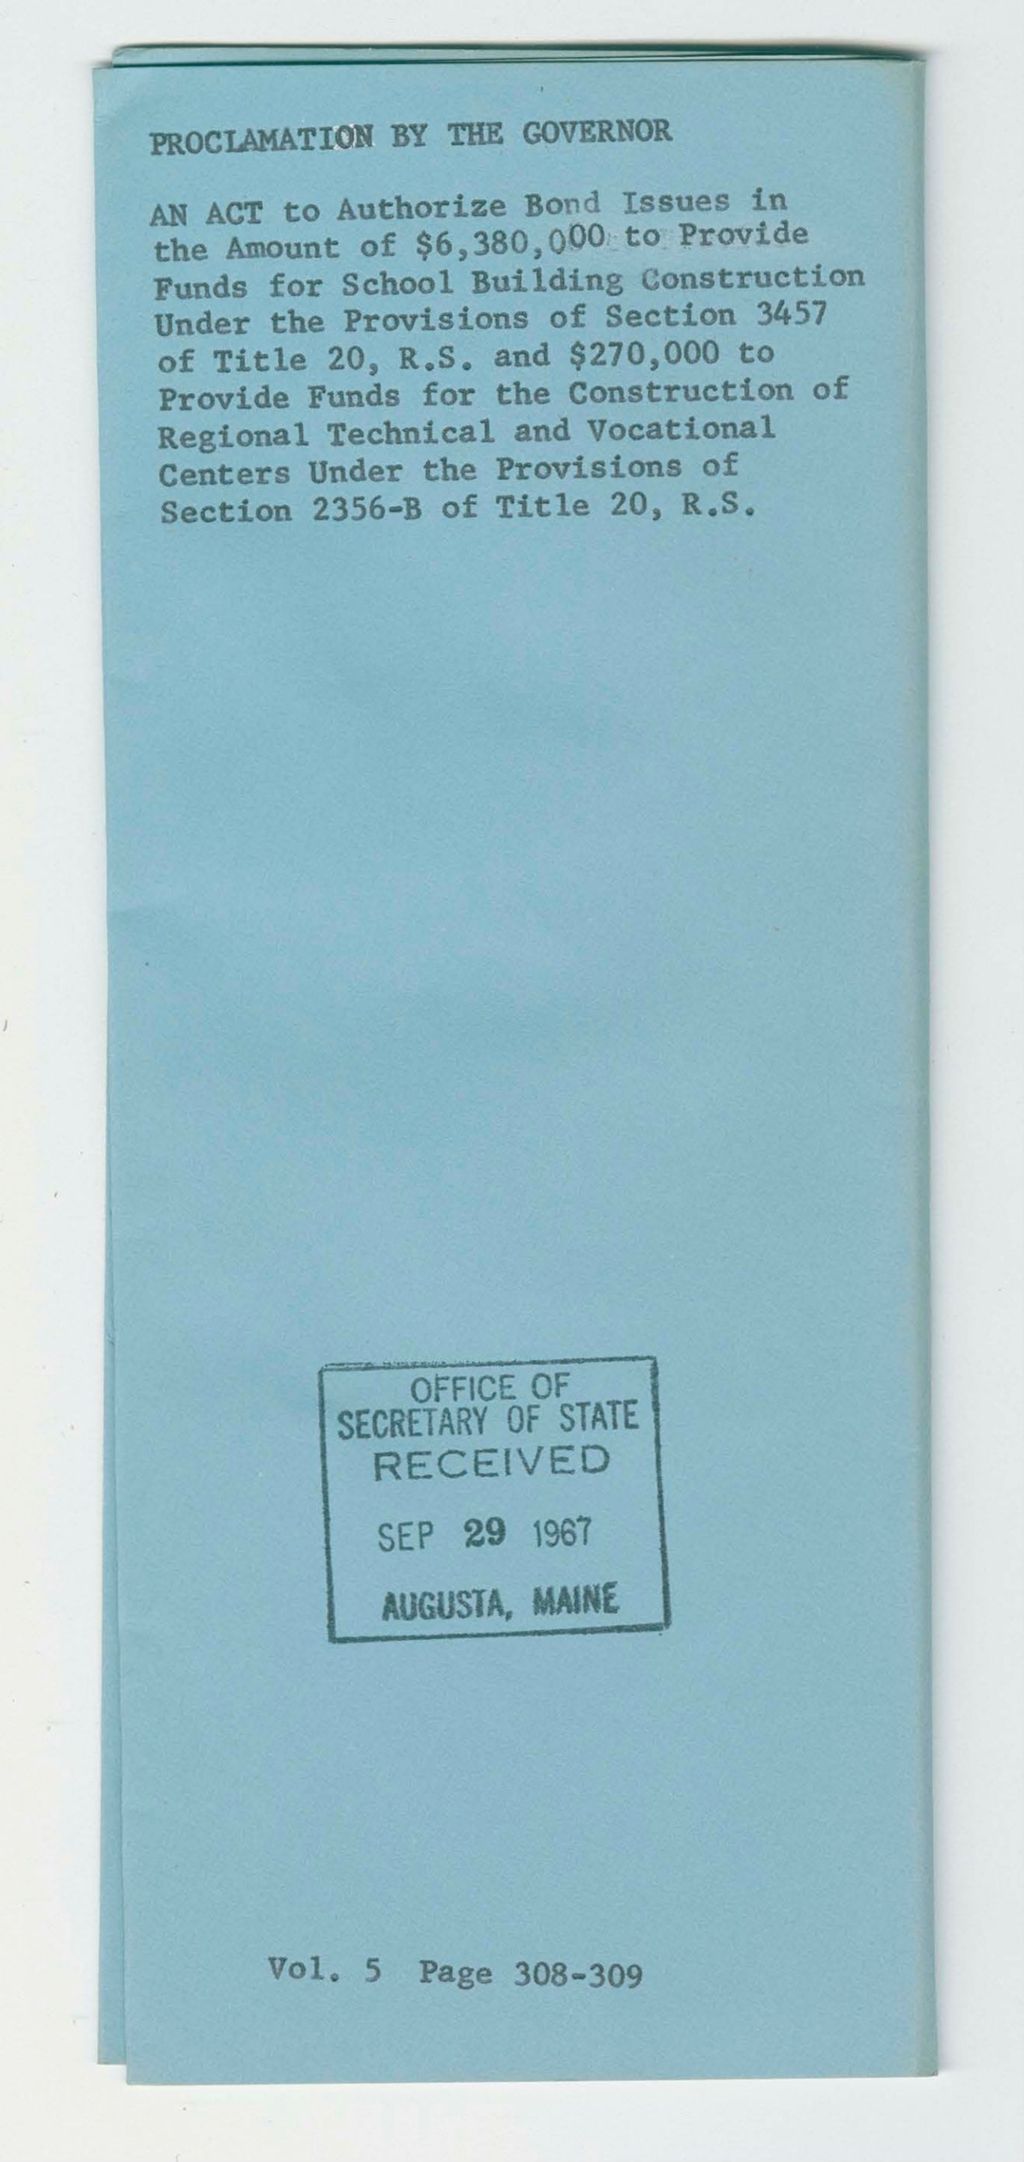 PROCLAMATION BY THE GOVERNOR
AN ACT to Authorize Bond Issues in
the Amount of $6,380,000 to Provide
Funds for School Building Construction
Under the Provisions of Section 3457
of Title 20, R.S. and $270,000 to
Provide Funds for the Construction of
Regional Technical and Vocational
Centers Under the Provisions of
Section 2356-B of Title 20, R.S.
OFFICE OF
SECRETARY OF STATE
RECEIVED
SEP 29 1967
AUGUSTA, MAINE
Vol. 5 Page 308-309